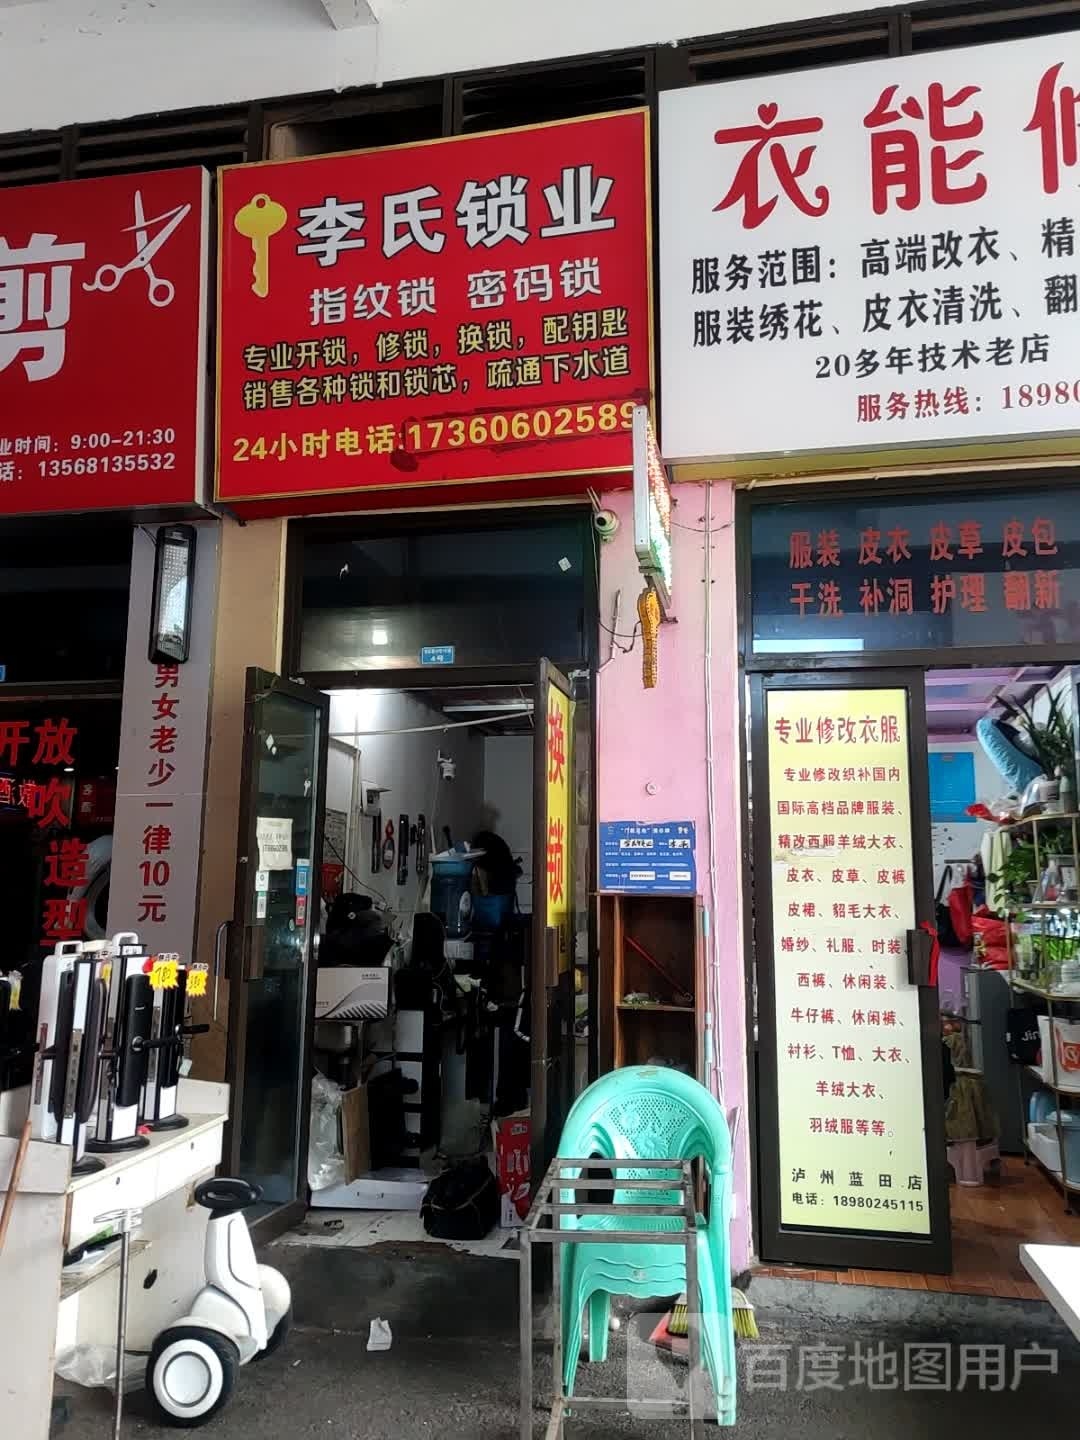 剪
业时间：9:00-21:30
话：13568135532
李氏锁业
指纹锁 密码锁
专业开锁，修锁，换锁，配钥匙
销售各种锁和锁芯，疏通下水道
24小时电话:17360602589
衣能修
服务范围：高端改衣、精
服装绣花、皮衣清洗、翻
20多年技术老店
服务热线：18980
服装 皮衣 皮草 皮包
干洗 补洞 护理 翻新
4号
男女老少一律10元
开放
吹
造
型
换锁
专业修改衣服
专业修改织补国内
国际高档品牌服装、
精改西服羊绒大衣、
皮衣、皮草、皮裤
皮裙、貂毛大衣、
婚纱、礼服、时装、
西裤、休闲装、
牛仔裤、休闲裤、
衬衫、T恤、大衣、
羊绒大衣、
羽绒服等等。
泸州蓝田店
电话：18980245115
百度地图用户